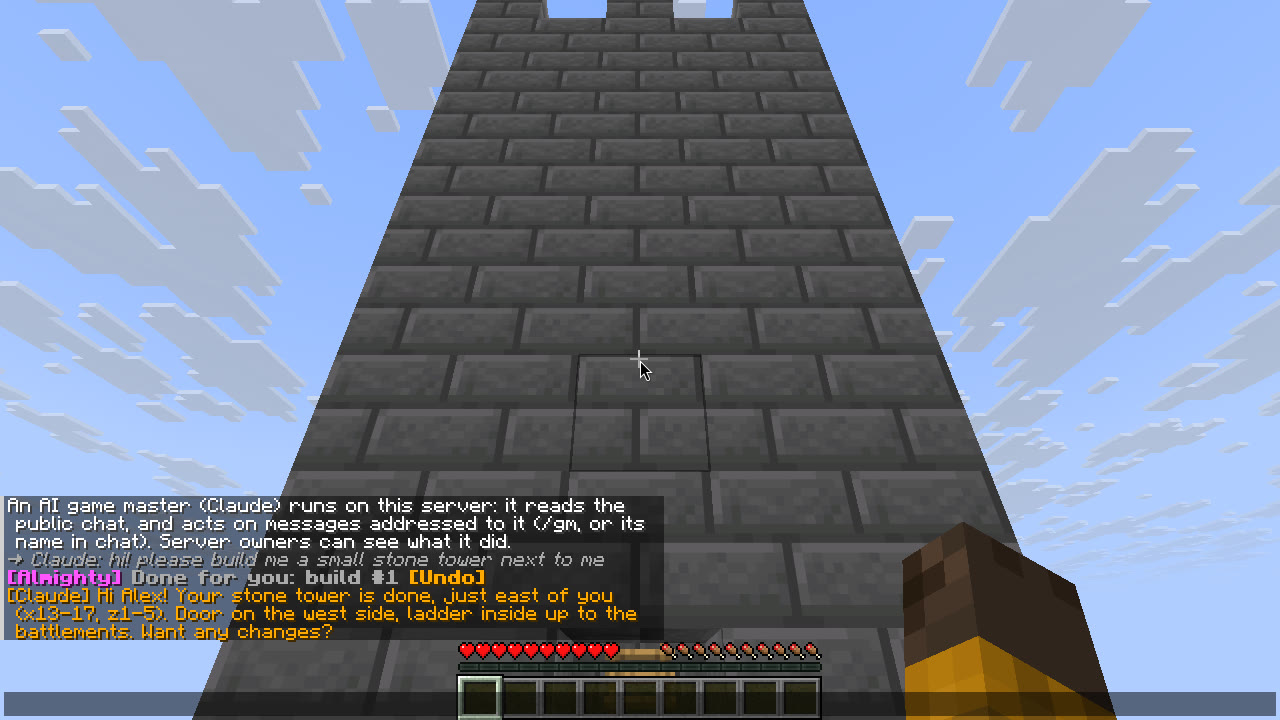 An AI game master (Claude) runs on this server: it reads the
public chat, and acts on messages addressed to it (/gm, or its
name in chat). Server owners can see what it did.
→ Claude: hi! please build me a small stone tower next to me
[Almighty] Done for you: build #1 [Undo]
[Claude] Hi Alex! Your stone tower is done, just east of you
(x13-17, z1-5). Door on the west side, ladder inside up to the
battlements. Want any changes?